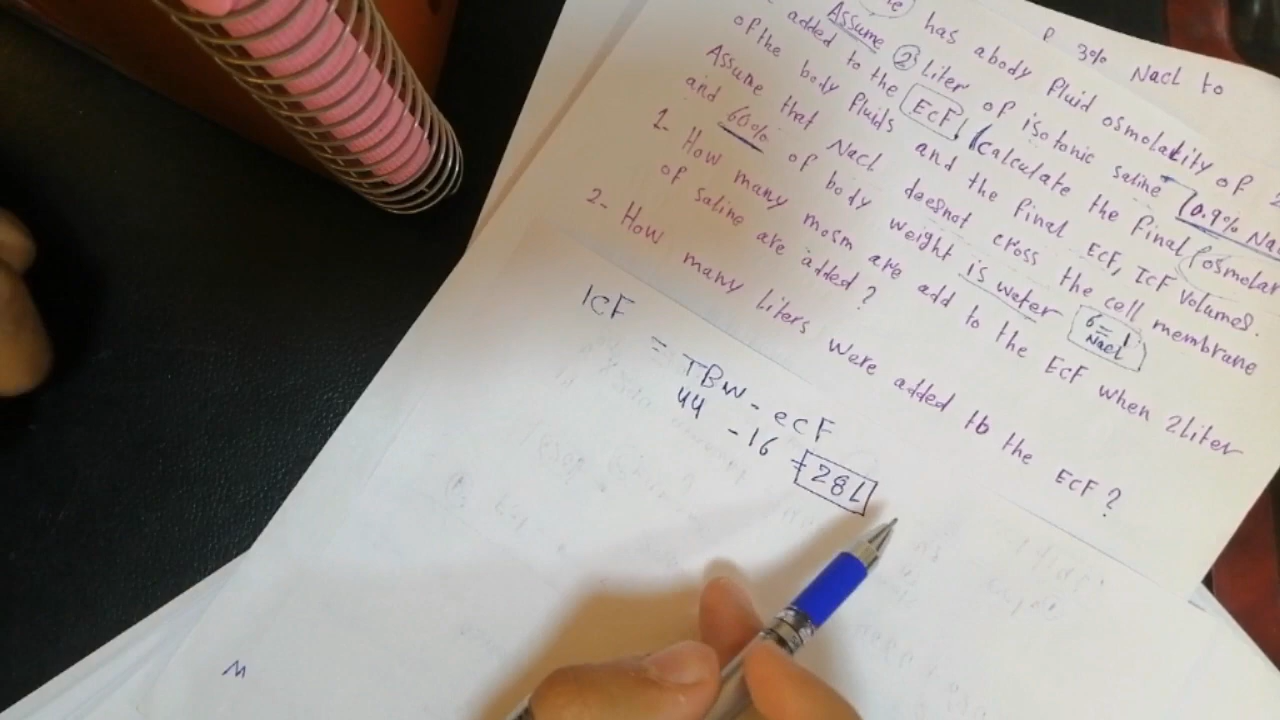 P 3% Nacl to
has abody fluid osmolality of
Assume 2 liter of isotonic saline (0.9% Nacl
added to the ECF, Calculate the final (osmolar
of the body fluids and the final ECF, ICF Volumes.
Assume that Nacl doesnot cross the cell membrane
and 60% of body weight is water
Nacl
1- How many mosm are add to the ECF when 2liter
of saline are added?
2- How many liters were added to the ECF?
ICF
= TBW - ECF
44 - 16 = 28L
M